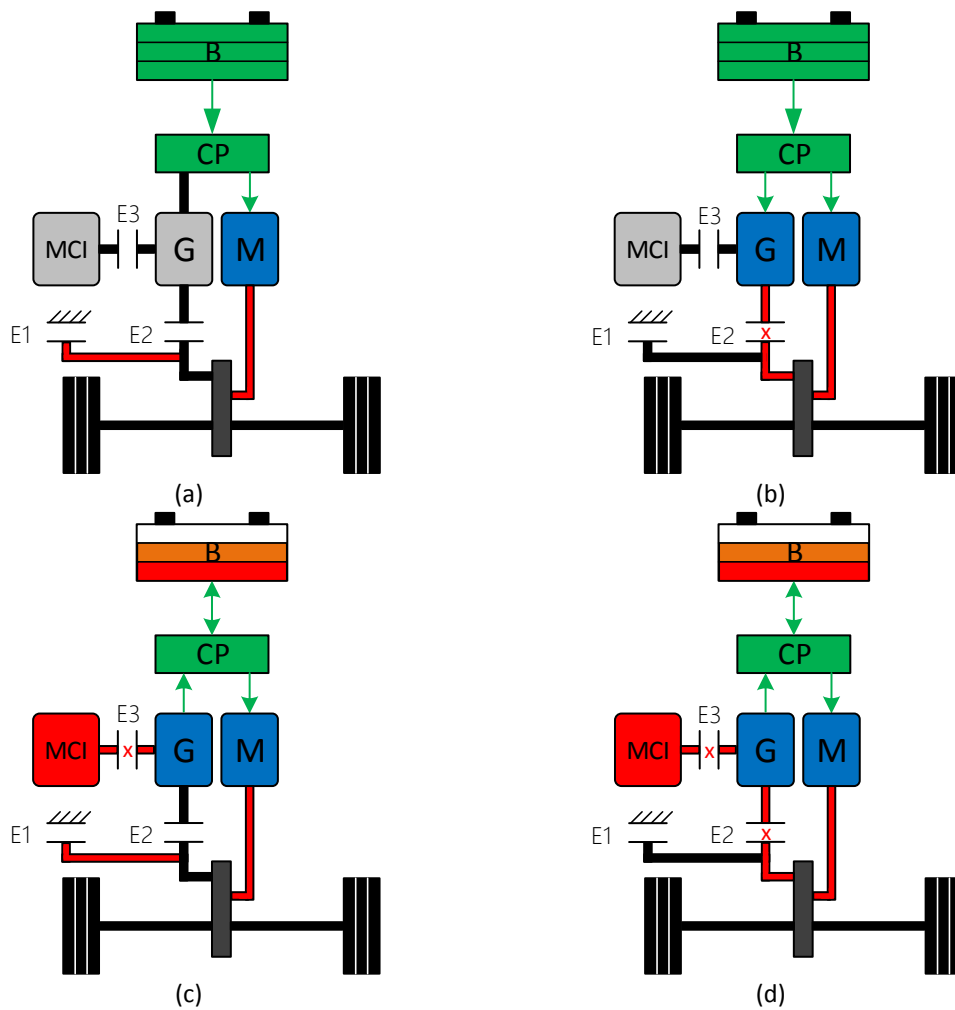 B B
CP CP
E3 E3
MCI G M MCI G M
E1 E2 E1 E2 x
(a) (b)
B B
CP CP
E3 E3
MCI x G M MCI x G M
E1 E2 E1 E2 x
(c) (d)